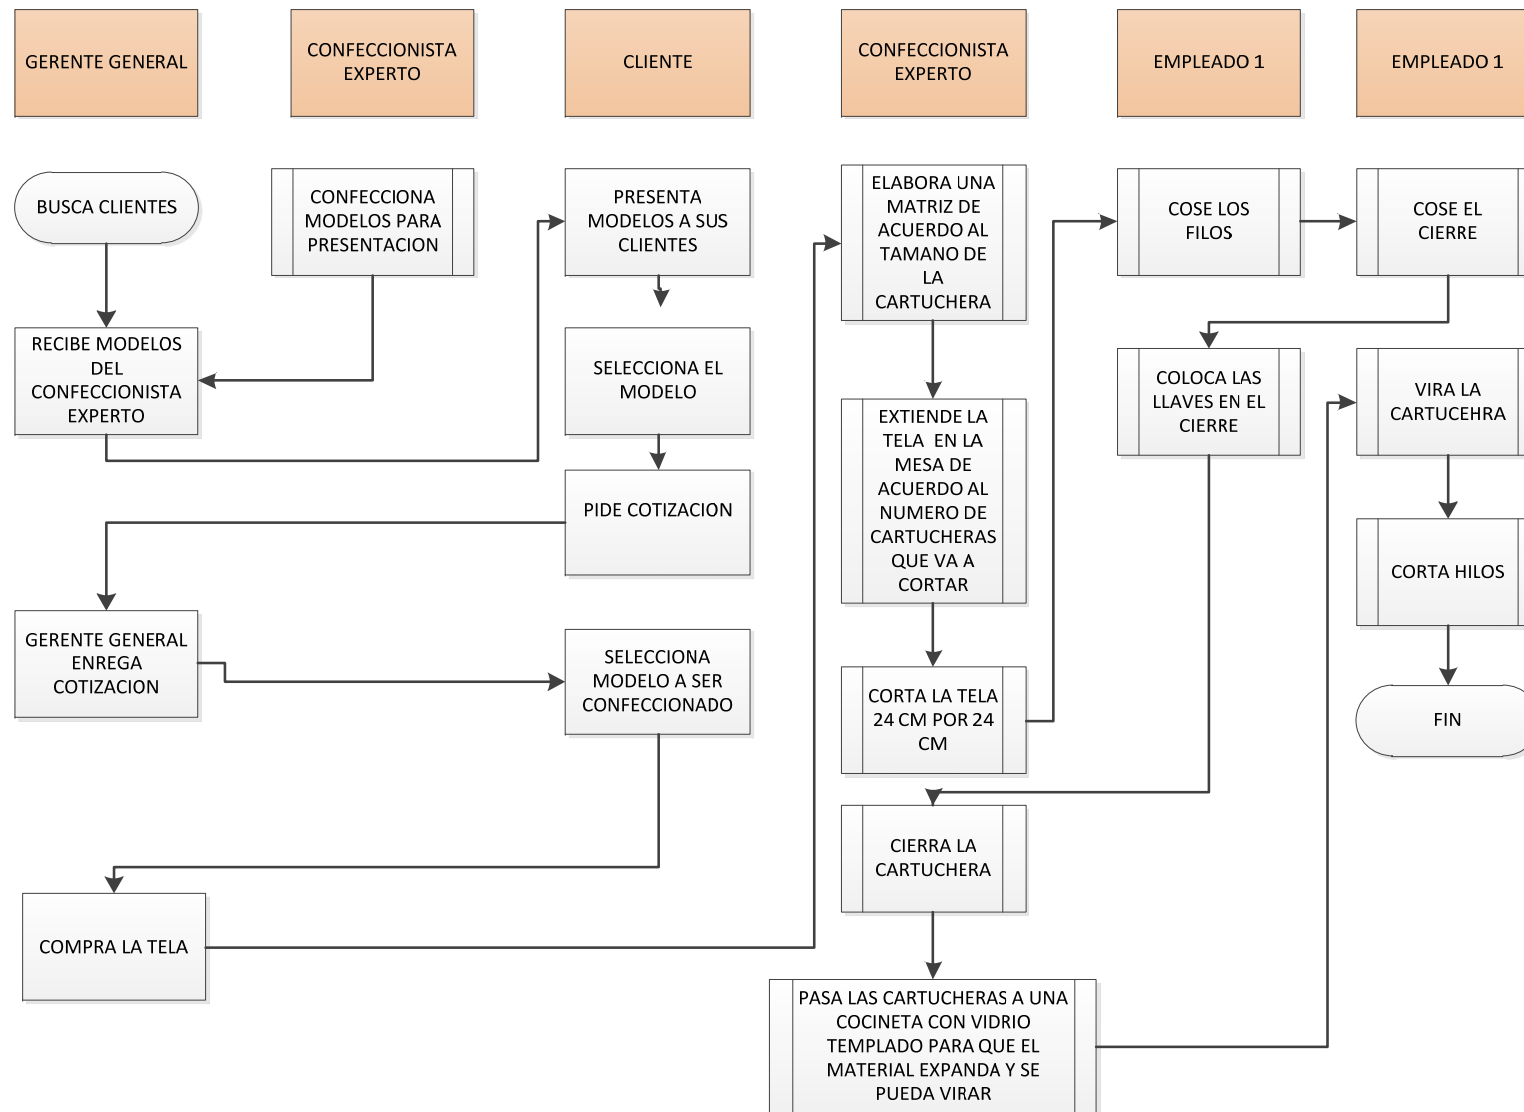 GERENTE GENERAL
CONFECCIONISTA
EXPERTO
CLIENTE
CONFECCIONISTA
EXPERTO
EMPLEADO 1
EMPLEADO 1
BUSCA CLIENTES
CONFECCIONA
MODELOS PARA
PRESENTACION
PRESENTA
MODELOS A SUS
CLIENTES
ELABORA UNA
MATRIZ DE
ACUERDO AL
TAMANO DE
LA
CARTUCHERA
COSE LOS
FILOS
COSE EL
CIERRE
RECIBE MODELOS
DEL
CONFECCIONISTA
EXPERTO
SELECCIONA EL
MODELO
COLOCA LAS
LLAVES EN EL
CIERRE
VIRA LA
CARTUCEHRA
EXTIENDE LA
TELA EN LA
MESA DE
ACUERDO AL
NUMERO DE
CARTUCHERAS
QUE VA A
CORTAR
PIDE COTIZACION
CORTA HILOS
GERENTE GENERAL
ENREGA
COTIZACION
SELECCIONA
MODELO A SER
CONFECCIONADO
CORTA LA TELA
24 CM POR 24
CM
FIN
CIERRA LA
CARTUCHERA
COMPRA LA TELA
PASA LAS CARTUCHERAS A UNA
COCINETA CON VIDRIO
TEMPLADO PARA QUE EL
MATERIAL EXPANDA Y SE
PUEDA VIRAR